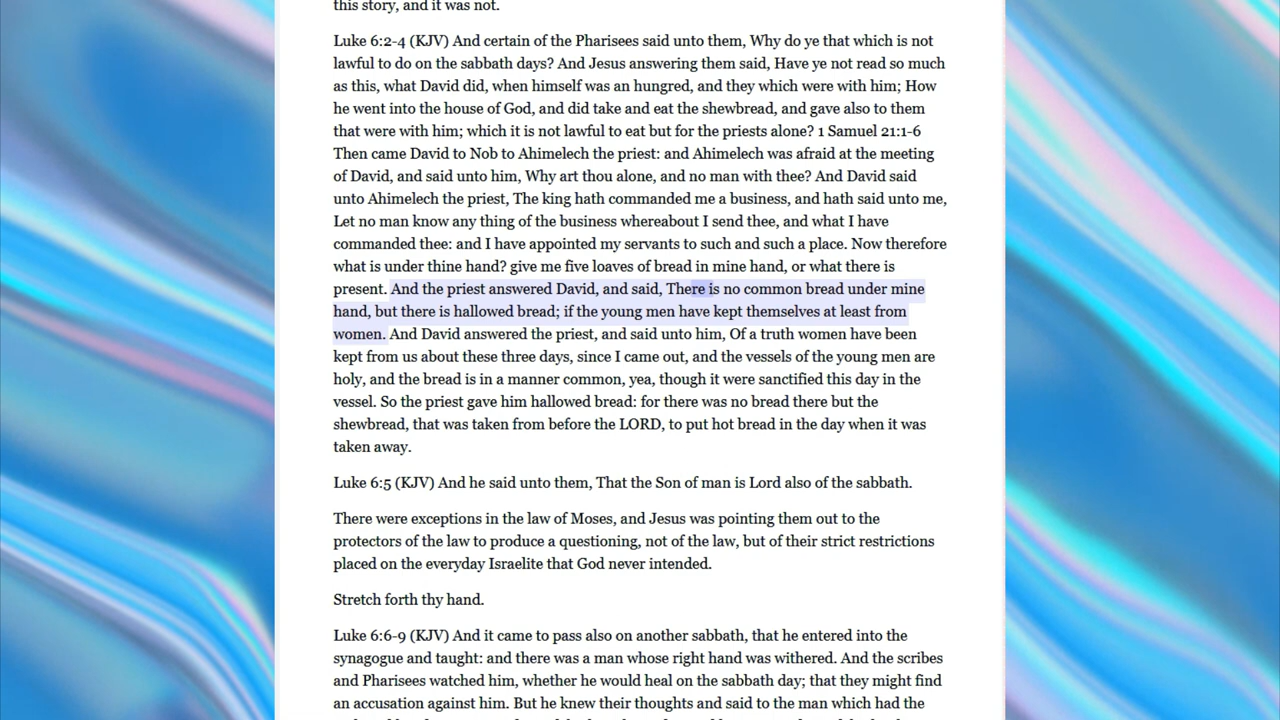 this story, and it was not.
Luke 6:2-4 (KJV) And certain of the Pharisees said unto them, Why do ye that which is not
lawful to do on the sabbath days? And Jesus answering them said, Have ye not read so much
as this, what David did, when himself was an hungred, and they which were with him; How
he went into the house of God, and did take and eat the shewbread, and gave also to them
that were with him; which it is not lawful to eat but for the priests alone? 1 Samuel 21:1-6
Then came David to Nob to Ahimelech the priest: and Ahimelech was afraid at the meeting
of David, and said unto him, Why art thou alone, and no man with thee? And David said
unto Ahimelech the priest, The king hath commanded me a business, and hath said unto me,
Let no man know any thing of the business whereabout I send thee, and what I have
commanded thee: and I have appointed my servants to such and such a place. Now therefore
what is under thine hand? give me five loaves of bread in mine hand, or what there is
present. And the priest answered David, and said, There is no common bread under mine
hand, but there is hallowed bread; if the young men have kept themselves at least from
women. And David answered the priest, and said unto him, Of a truth women have been
kept from us about these three days, since I came out, and the vessels of the young men are
holy, and the bread is in a manner common, yea, though it were sanctified this day in the
vessel. So the priest gave him hallowed bread: for there was no bread there but the
shewbread, that was taken from before the LORD, to put hot bread in the day when it was
taken away.
Luke 6:5 (KJV) And he said unto them, That the Son of man is Lord also of the sabbath.
There were exceptions in the law of Moses, and Jesus was pointing them out to the
protectors of the law to produce a questioning, not of the law, but of their strict restrictions
placed on the everyday Israelite that God never intended.
Stretch forth thy hand.
Luke 6:6-9 (KJV) And it came to pass also on another sabbath, that he entered into the
synagogue and taught: and there was a man whose right hand was withered. And the scribes
and Pharisees watched him, whether he would heal on the sabbath day; that they might find
an accusation against him. But he knew their thoughts and said to the man which had the